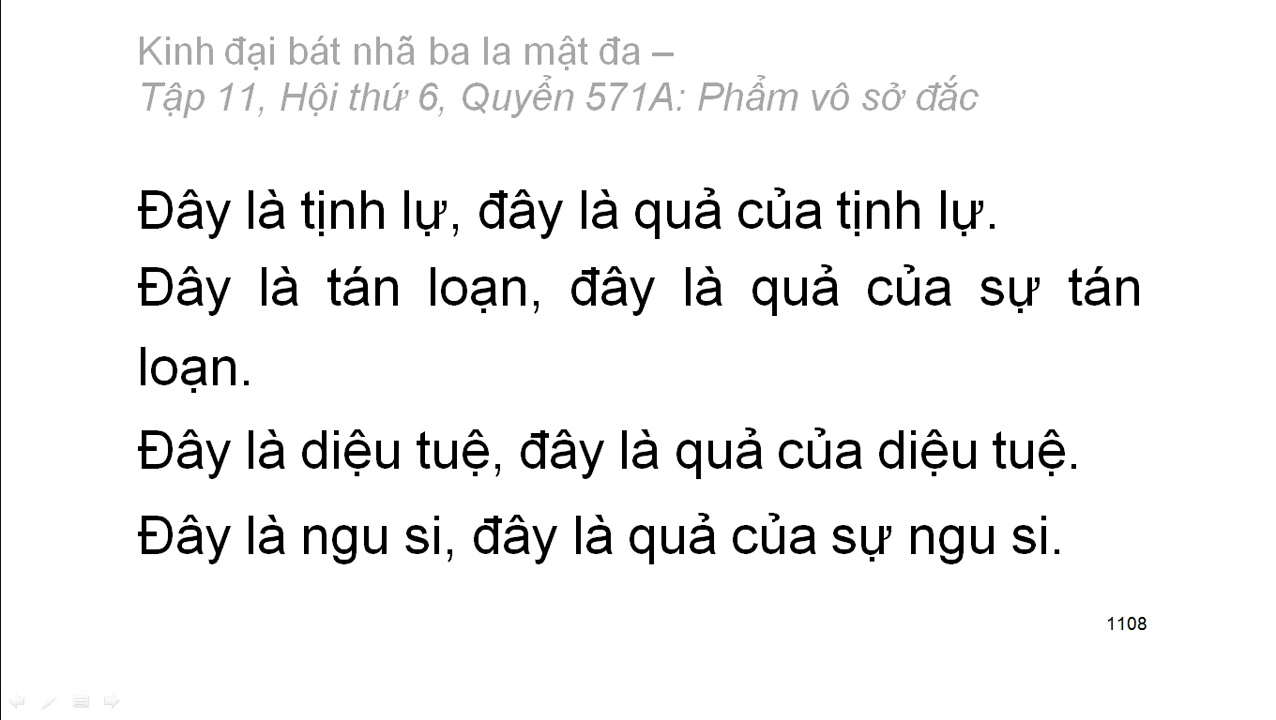 Kinh đại bát nhã ba la mật đa –
Tập 11, Hội thứ 6, Quyển 571A: Phẩm vô sở đắc
Đây là tịnh lự, đây là quả của tịnh lự.
Đây là tán loạn, đây là quả của sự tán
loạn.
Đây là diệu tuệ, đây là quả của diệu tuệ.
Đây là ngu si, đây là quả của sự ngu si.
1108